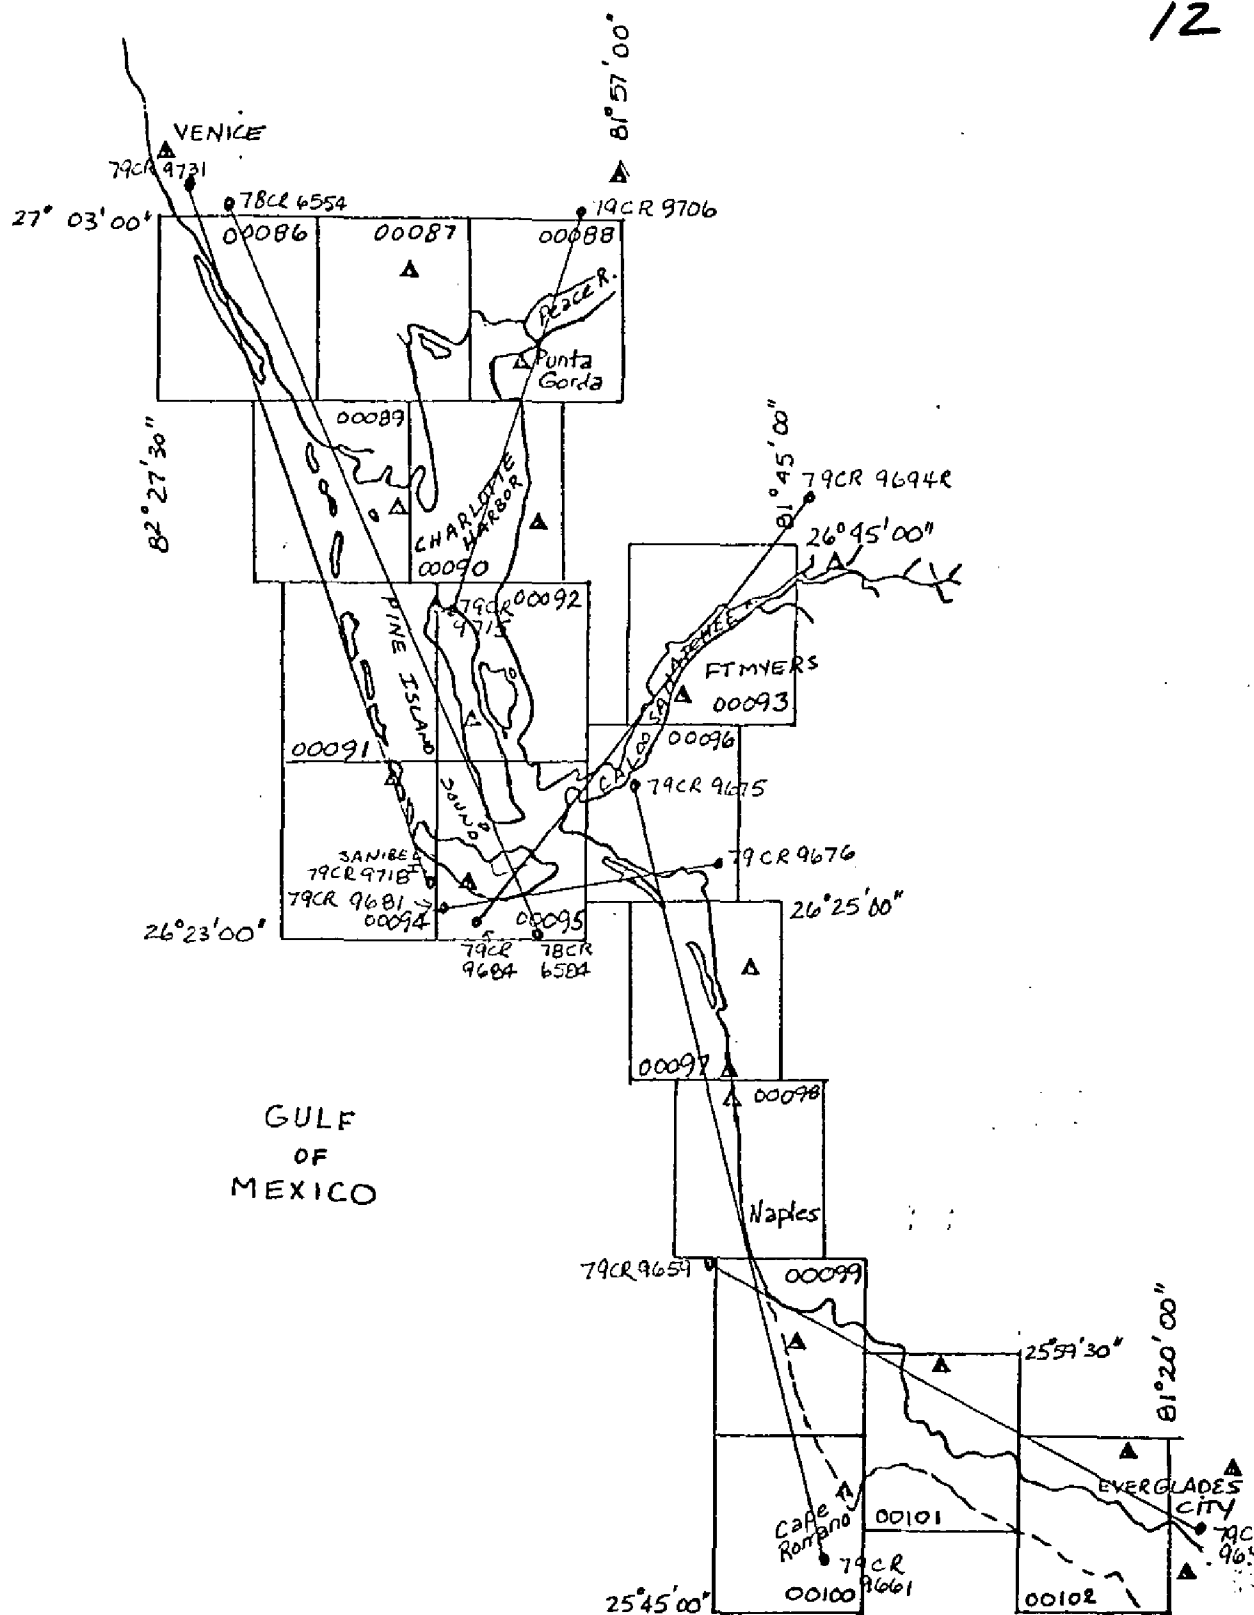 12
81°57'00"
VENICE
79CR 9731
78CR 6554
79CR 9706
27° 03'00"
00086
00087
00088
Peace R.
Punta
Gorda
82°27'30"
00089
CHARLOTTE
HARBOR
00090
81°45'00"
79CR 9694R
26°45'00"
79CR
9715
00092
PINE ISLAND
SOUND
CALOOSAHATCHEE
FT MYERS
00093
00091
00096
79CR 9675
SANIBEL
79CR 9718
79CR 9676
79CR 9681
00094
00095
26°25'00"
26°23'00"
79CR
9684
78CR
6584
00097
00098
GULF
OF
MEXICO
Naples
79CR 9659
00099
25°59'30"
81°20'00"
EVERGLADES
CITY
Cape
Romano
00101
79CR
9661
00100
00102
25°45'00"